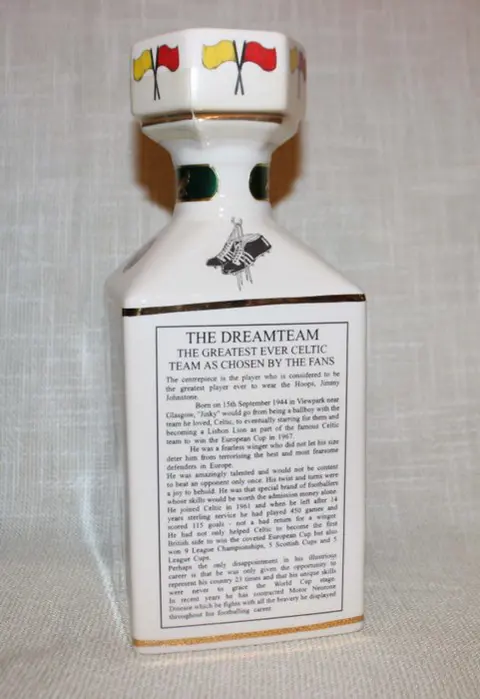 THE DREAMTEAM
THE GREATEST EVER CELTIC
TEAM AS CHOSEN BY THE FANS
The centrepiece is the player who is considered to be
the greatest player ever to wear the Hoops, Jimmy
Johnstone.
Born on 15th September 1944 in Viewpark near
Glasgow, "Jinky" would go from being a ballboy with the
team he loved, Celtic, to eventually starring for them and
becoming a Lisbon Lion as part of the famous Celtic
team to win the European Cup in 1967.
He was a fearless winger who did not let his size
deter him from terrorising the best and most fearsome
defenders in Europe.
He was amazingly talented and would not be content
to beat an opponent only once. His twist and turns were
a joy to behold. He was that special brand of footballers
whose skills would be worth the admission money alone.
He joined Celtic in 1961 and when he left after 14
years sterling service he had played 450 games and
scored 115 goals - not a bad return for a winger.
He had not only helped Celtic to become the first
British side to win the coveted European Cup but also
won 9 League Championships, 5 Scottish Cups and 5
League Cups.
Perhaps the only disappointment in his illustrious
career is that he was only given the opportunity to
represent his country 23 times and that his unique skills
were never to grace the World Cup stage.
In recent years he has contracted Motor Neurone
Disease which he fights with all the bravery he displayed
throughout his footballing career.